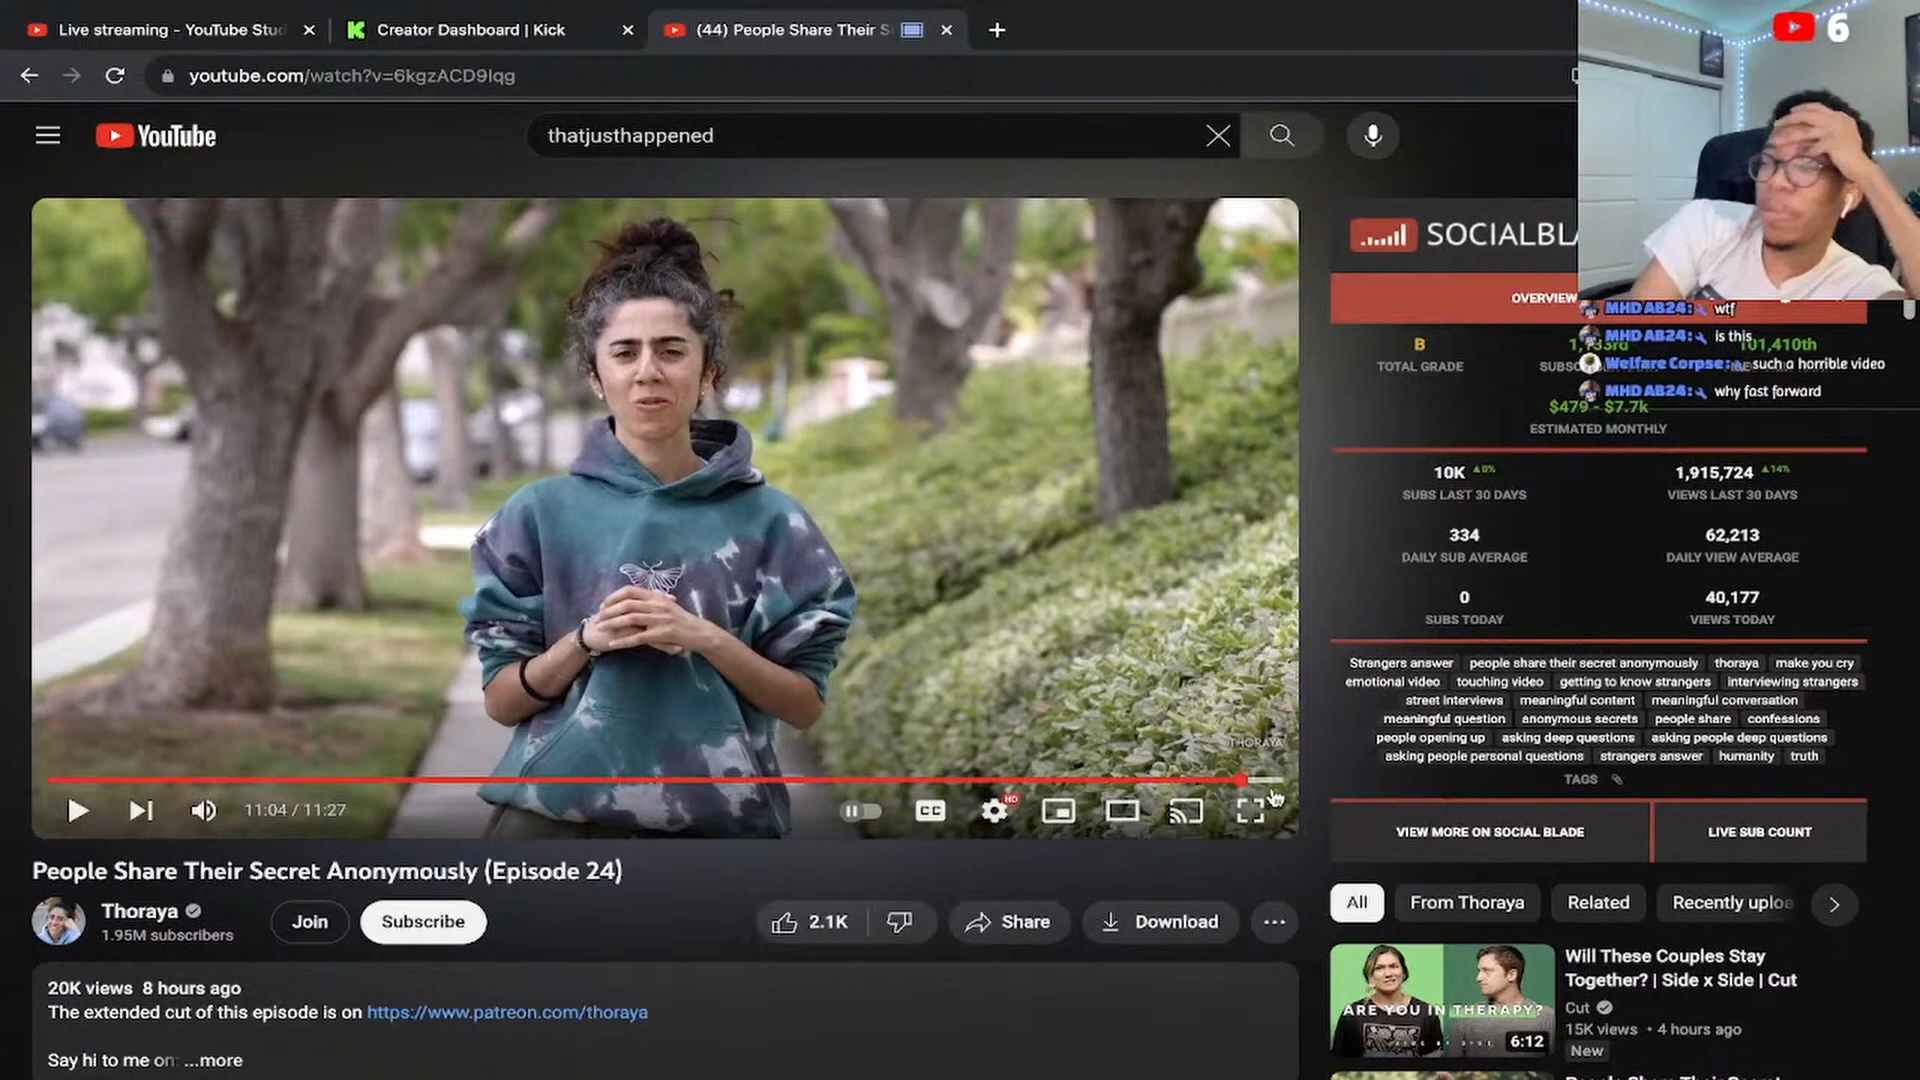 Live streaming - YouTube Stud
Creator Dashboard | Kick
(44) People Share Their S
6
youtube.com/watch?v=6kgzACD9lqg
YouTube
thatjusthappened
SOCIALBLA
OVERVIEW
MHD AB24: wtf
MHD AB24: is this
Welfare Corpse: such a horrible video
MHD AB24: why fast forward
B
101,410th
TOTAL GRADE
$479 - $7.7k
ESTIMATED MONTHLY
10K ▲0%
1,915,724 ▲14%
SUBS LAST 30 DAYS
VIEWS LAST 30 DAYS
334
62,213
DAILY SUB AVERAGE
DAILY VIEW AVERAGE
0
40,177
SUBS TODAY
VIEWS TODAY
Strangers answer people share their secret anonymously thoraya make you cry
emotional video touching video getting to know strangers interviewing strangers
street interviews meaningful content meaningful conversation
meaningful question anonymous secrets people share confessions
people opening up asking deep questions asking people deep questions
asking people personal questions strangers answer humanity truth
TAGS
THORAYA
11:04 / 11:27
CC
HD
VIEW MORE ON SOCIAL BLADE
LIVE SUB COUNT
People Share Their Secret Anonymously (Episode 24)
Thoraya
1.95M subscribers
Join
Subscribe
2.1K
Share
Download
All
From Thoraya
Related
Recently uploa
20K views 8 hours ago
The extended cut of this episode is on https://www.patreon.com/thoraya
Say hi to me on: ...more
ARE YOU IN THERAPY?
6:12
Will These Couples Stay
Together? | Side x Side | Cut
Cut
15K views • 4 hours ago
New